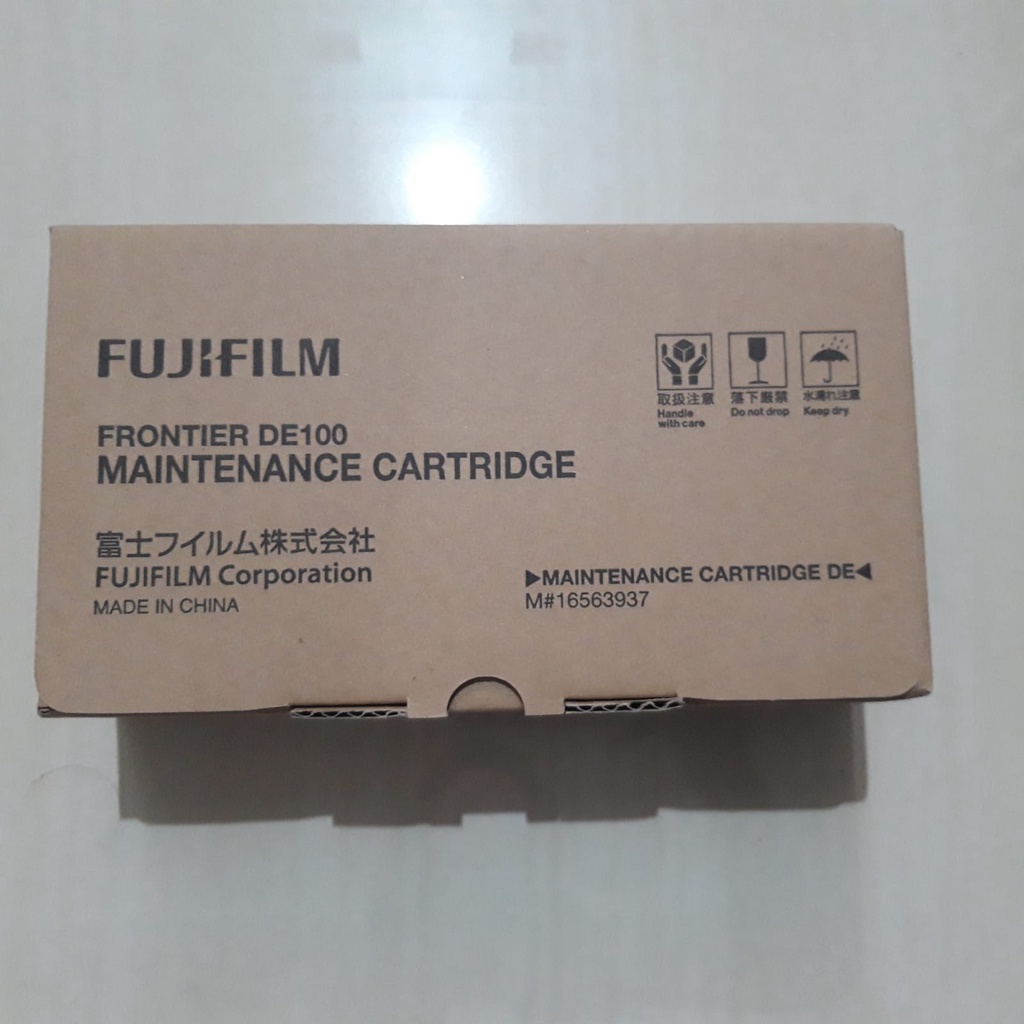 FUJIFILM
FRONTIER DE100
MAINTENANCE CARTRIDGE
取扱注意
Handle
with care
落下厳禁
Do not drop
水濡れ注意
Keep dry
富士フイルム株式会社
FUJIFILM Corporation
MADE IN CHINA
▶MAINTENANCE CARTRIDGE DE◀
M#16563937